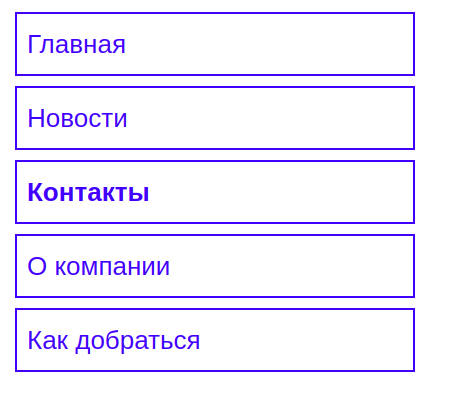 Главная
Новости
Контакты
О компании
Как добраться